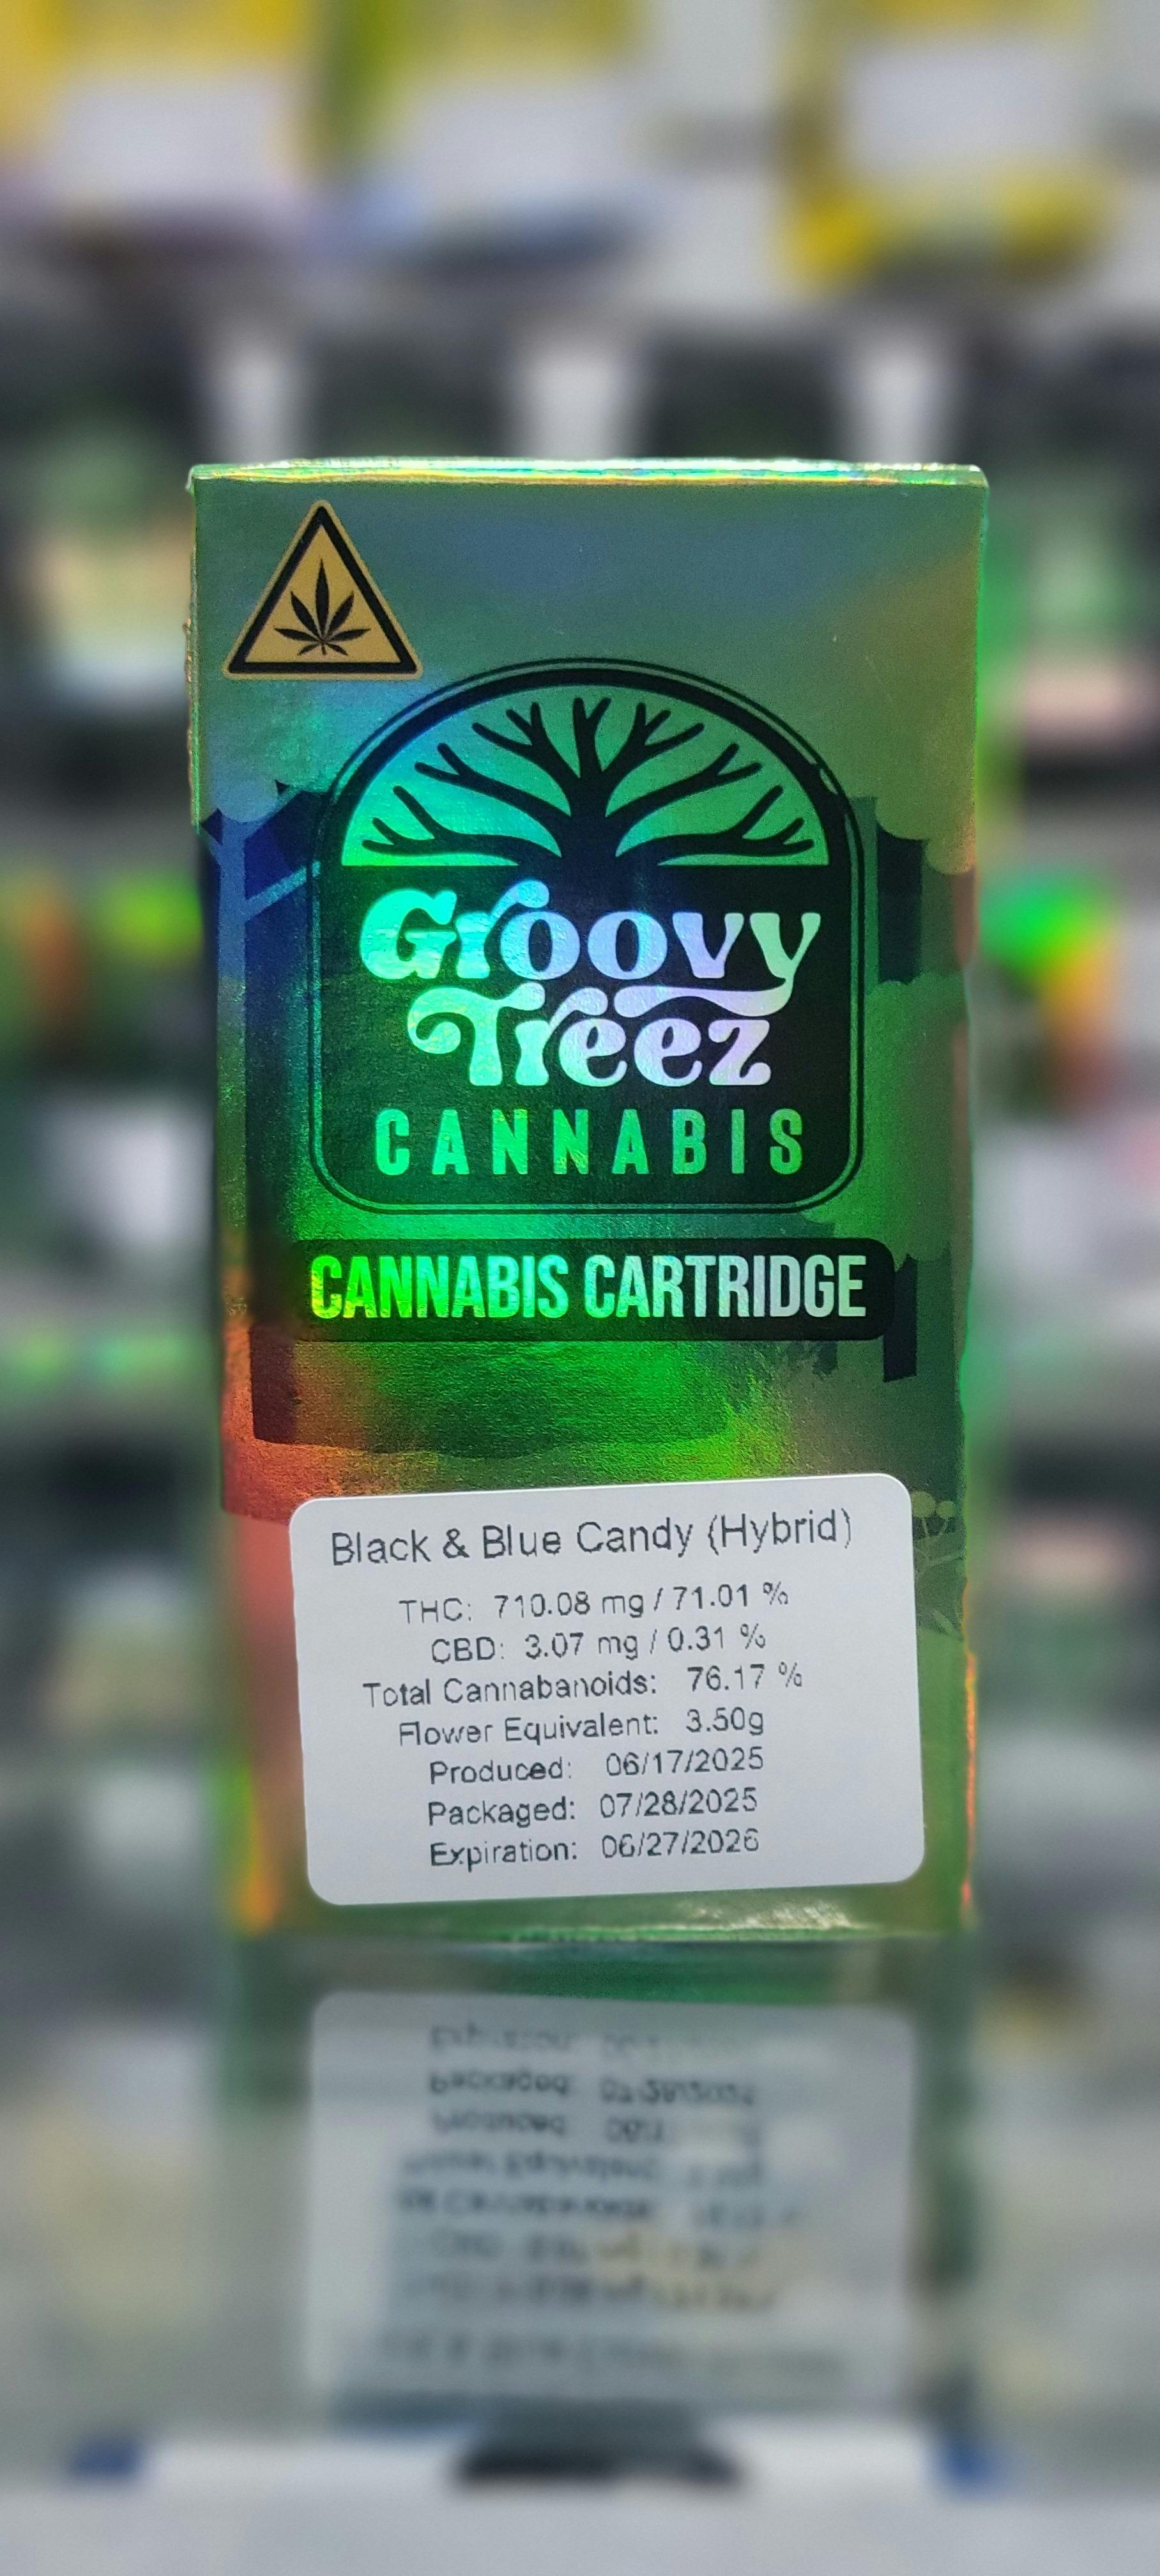 Groovy
Treez
CANNABIS
CANNABIS CARTRIDGE
Black & Blue Candy (Hybrid)
THC: 710.08 mg / 71.01 %
CBD: 3.07 mg / 0.31 %
Total Cannabanoids: 76.17 %
Flower Equivalent: 3.50g
Produced: 06/17/2025
Packaged: 07/28/2025
Expiration: 06/27/2026